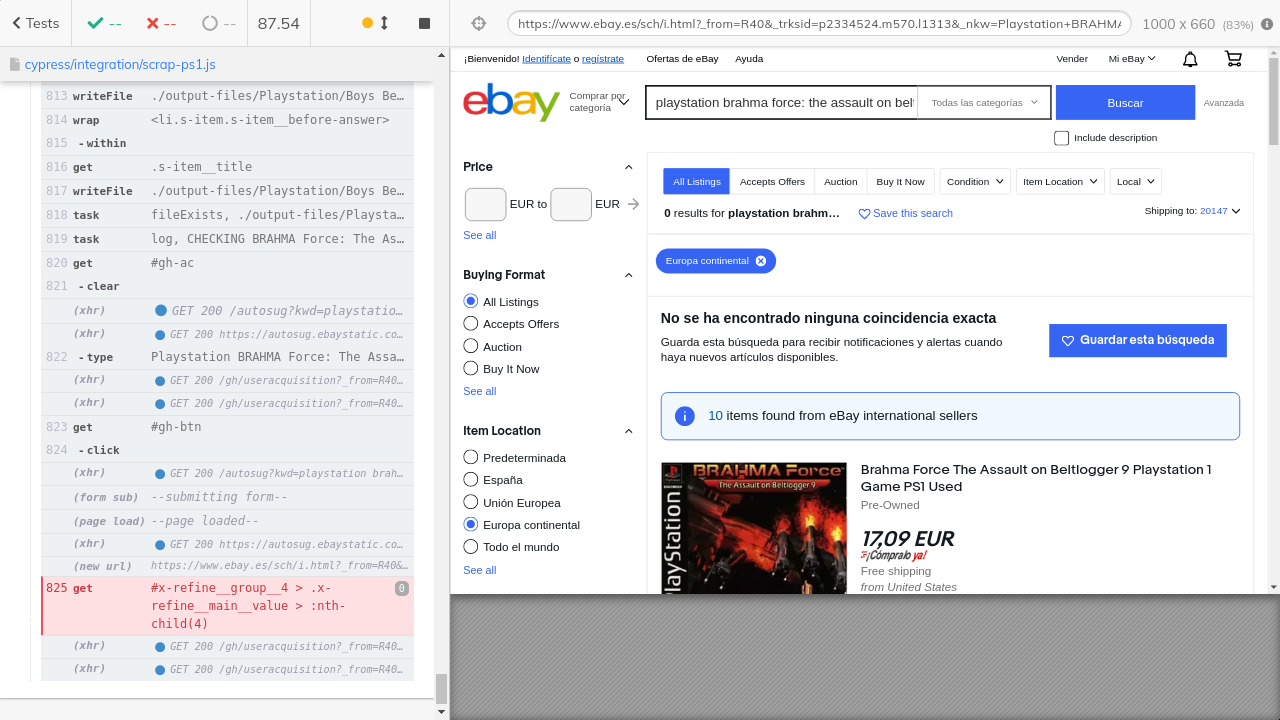 Tests
--
--
--
87.54
https://www.ebay.es/sch/i.html?_from=R40&_trksid=p2334524.m570.l1313&_nkw=Playstation+BRAHMA
1000 x 660 (83%)
cypress/integration/scrap-ps1.js
813 writeFile ./output-files/Playstation/Boys Be…
814 wrap <li.s-item.s-item__before-answer>
815 -within
816 get .s-item__title
817 writeFile ./output-files/Playstation/Boys Be…
818 task fileExists, ./output-files/Playsta…
819 task log, CHECKING BRAHMA Force: The As…
820 get #gh-ac
821 -clear
(xhr) GET 200 /autosug?kwd=playstatio…
(xhr) GET 200 https://autosug.ebaystatic.co…
822 -type Playstation BRAHMA Force: The Assa…
(xhr) GET 200 /gh/useracquisition?_from=R40…
(xhr) GET 200 /gh/useracquisition?_from=R40…
823 get #gh-btn
824 -click
(xhr) GET 200 /autosug?kwd=playstation brah…
(form sub) --submitting form--
(page load) --page loaded--
(xhr) GET 200 https://autosug.ebaystatic.co…
(new url) https://www.ebay.es/sch/i.html?_from=R40&…
825 get #x-refine__group__4 > .x-
refine__main__value > :nth-
child(4)
0
(xhr) GET 200 /gh/useracquisition?_from=R40…
(xhr) GET 200 /gh/useracquisition?_from=R40…
¡Bienvenido! Identifícate o regístrate Ofertas de eBay Ayuda Vender Mi eBay
ebay
Comprar por
categoría
playstation brahma force: the assault on bel
Todas las categorías
Buscar
Avanzada
Include description
Price
EUR to EUR
See all
Buying Format
All Listings
Accepts Offers
Auction
Buy It Now
See all
Item Location
Predeterminada
España
Unión Europea
Europa continental
Todo el mundo
See all
All Listings Accepts Offers Auction Buy It Now Condition Item Location Local
0 results for playstation brahm… Save this search Shipping to: 20147
Europa continental
No se ha encontrado ninguna coincidencia exacta
Guarda esta búsqueda para recibir notificaciones y alertas cuando
haya nuevos artículos disponibles.
Guardar esta búsqueda
10 items found from eBay international sellers
BRAHMA Force
The Assault on Beltlogger 9
PlayStation
Brahma Force The Assault on Beltlogger 9 Playstation 1
Game PS1 Used
Pre-Owned
17,09 EUR
¡Cómpralo ya!
Free shipping
from United States